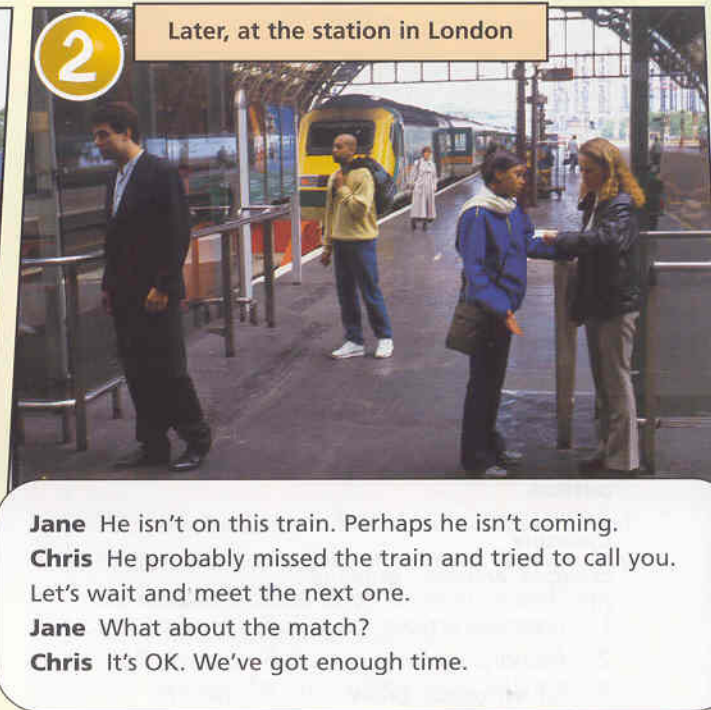 2
Later, at the station in London
Jane He isn't on this train. Perhaps he isn't coming.
Chris He probably missed the train and tried to call you.
Let's wait and meet the next one.
Jane What about the match?
Chris It's OK. We've got enough time.